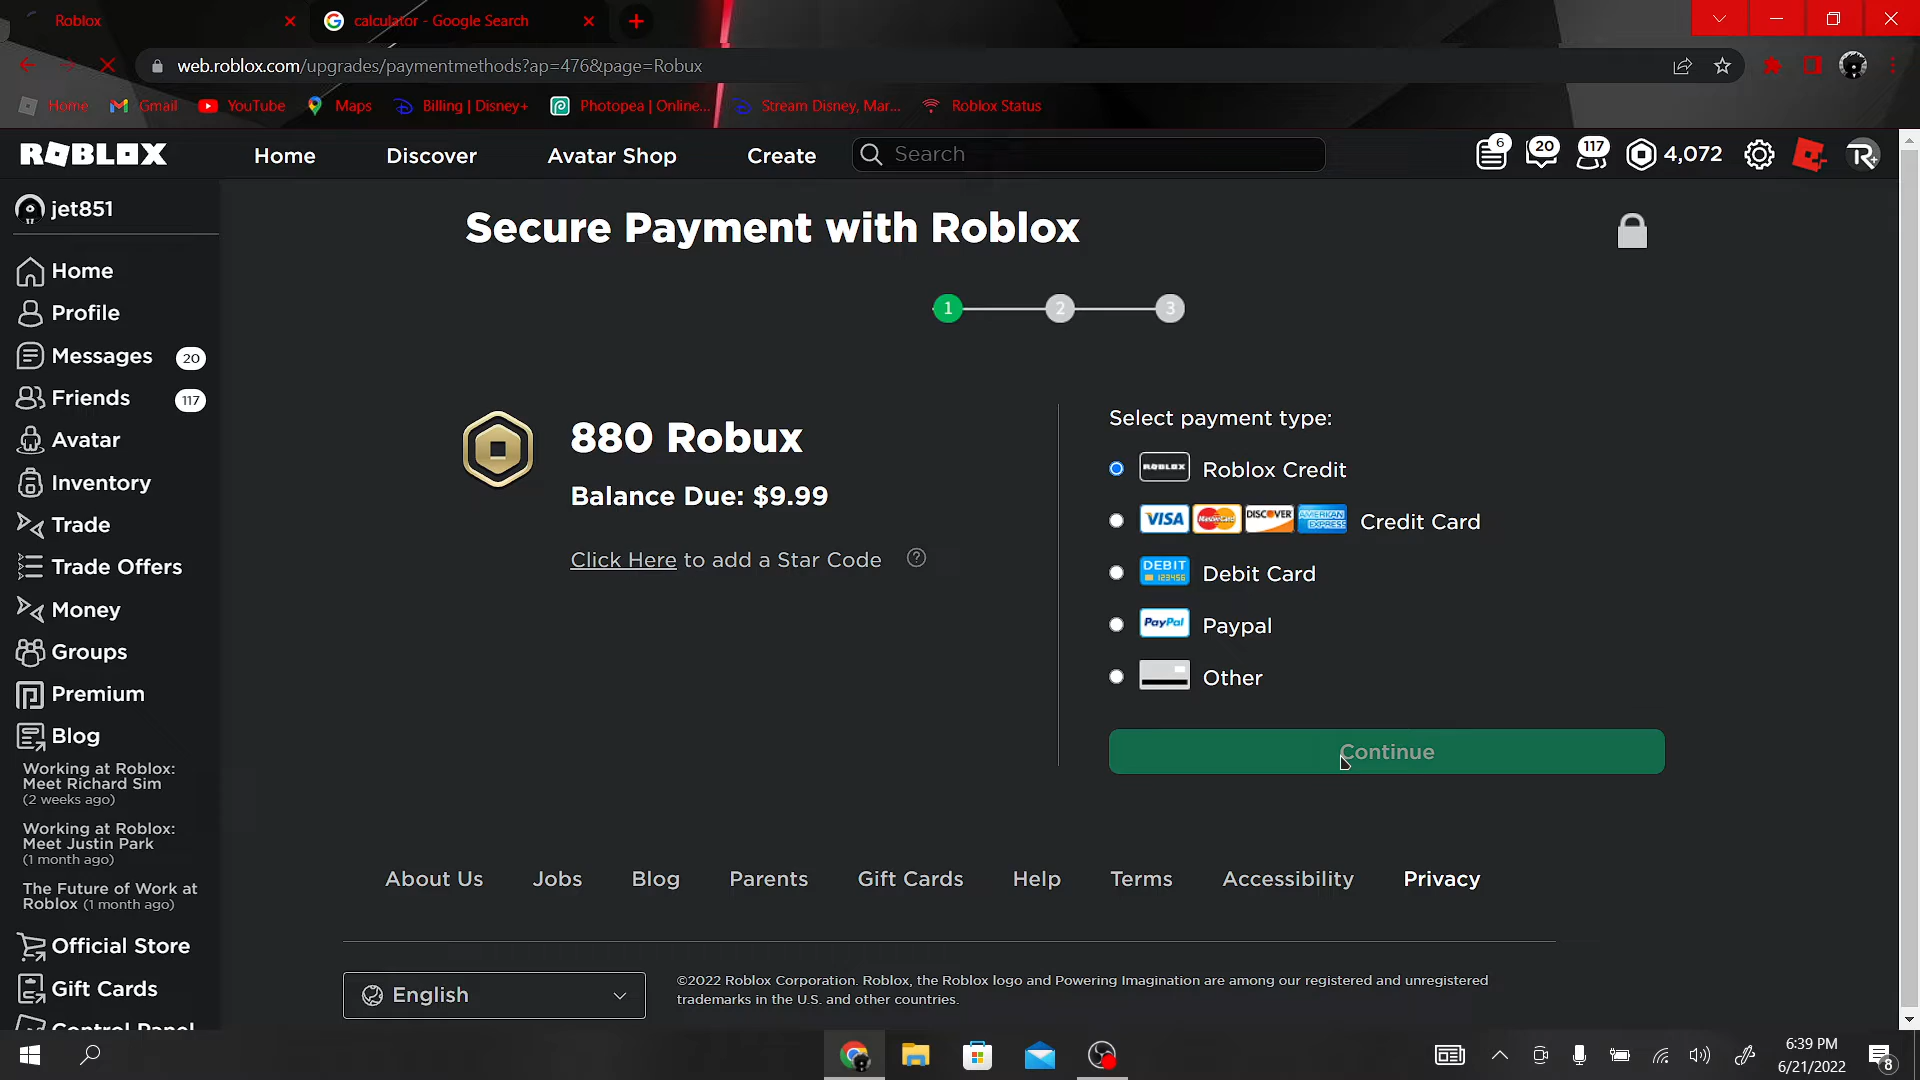 Roblox
calculator - Google Search
web.roblox.com/upgrades/paymentmethods?ap=476&page=Robux
Home Gmail YouTube Maps Billing | Disney+ Photopea | Online... Stream Disney, Mar... Roblox Status
ROBLOX Home Discover Avatar Shop Create Search 6 20 117 4,072
jet851
Home
Profile
Messages 20
Friends 117
Avatar
Inventory
Trade
Trade Offers
Money
Groups
Premium
Blog
Working at Roblox:
Meet Richard Sim
(2 weeks ago)
Working at Roblox:
Meet Justin Park
(1 month ago)
The Future of Work at
Roblox (1 month ago)
Official Store
Gift Cards
Control Panel
Secure Payment with Roblox
1 2 3
880 Robux
Balance Due: $9.99
Click Here to add a Star Code ?
Select payment type:
ROBLOX Roblox Credit
VISA MasterCard DISCOVER AMERICAN EXPRESS Credit Card
DEBIT 123456 Debit Card
PayPal Paypal
Other
Continue
About Us Jobs Blog Parents Gift Cards Help Terms Accessibility Privacy
English
©2022 Roblox Corporation. Roblox, the Roblox logo and Powering Imagination are among our registered and unregistered
trademarks in the U.S. and other countries.
6:39 PM
6/21/2022
8